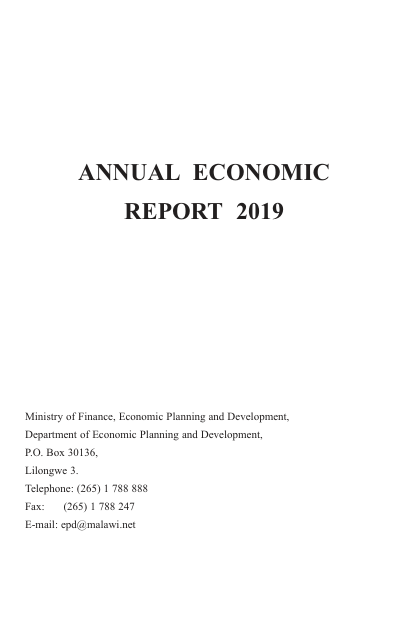 ANNUAL ECONOMIC
REPORT 2019
Ministry of Finance, Economic Planning and Development,
Department of Economic Planning and Development,
P.O. Box 30136,
Lilongwe 3.
Telephone: (265) 1 788 888
Fax: (265) 1 788 247
E-mail: epd@malawi.net